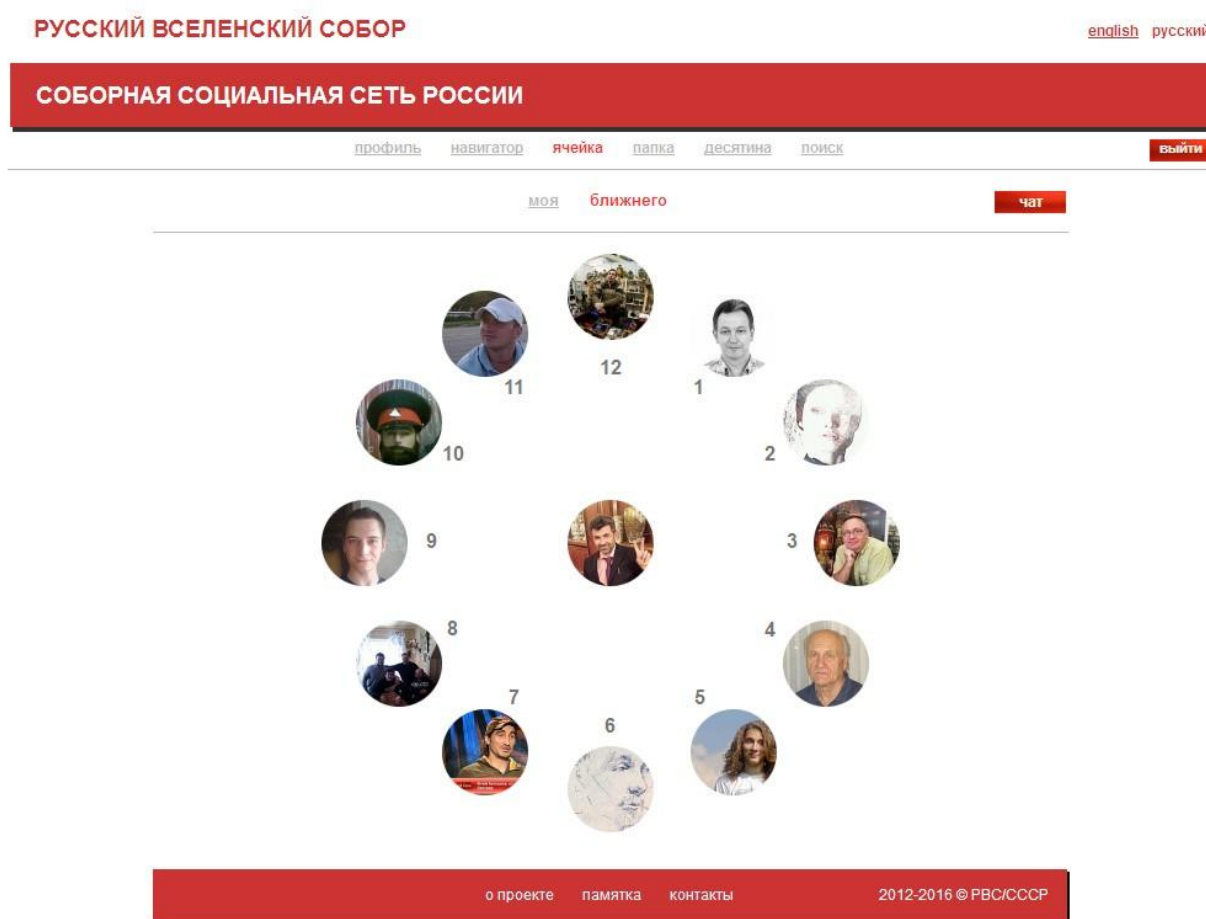 РУССКИЙ ВСЕЛЕНСКИЙ СОБОР
english русский
СОБОРНАЯ СОЦИАЛЬНАЯ СЕТЬ РОССИИ
профиль навигатор ячейка папка десятина поиск выйти
моя ближнего чат
12
11 1
10 2
9 3
8 4
7 5
6
о проекте памятка контакты 2012-2016 © РВС/СССР